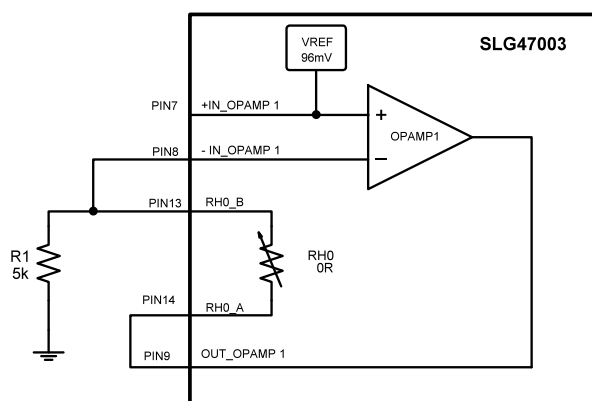 SLG47003
VREF
96mV
PIN7
+IN_OPAMP 1
+
OPAMP1
PIN8
- IN_OPAMP 1
−
PIN13
RH0_B
R1
5k
RH0
0R
PIN14
RH0_A
PIN9
OUT_OPAMP 1